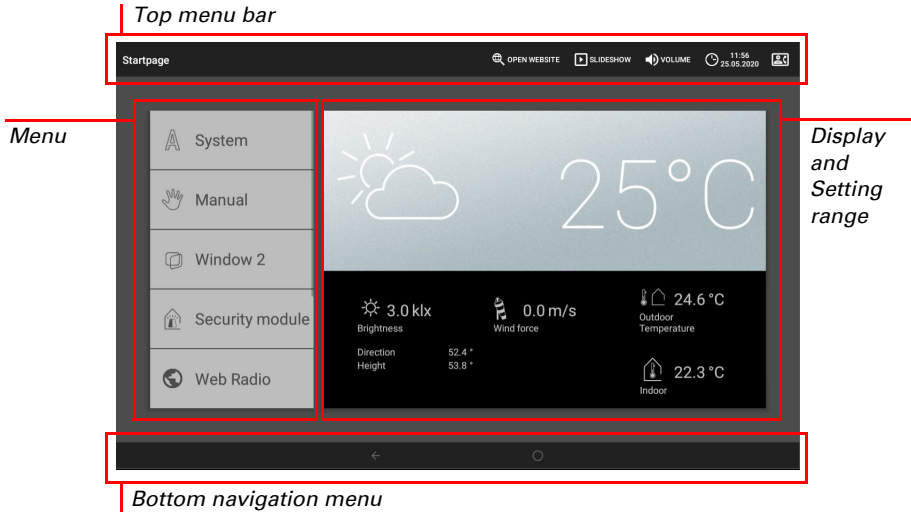 Top menu bar
Startpage
OPEN WEBSITE
SLIDESHOW
VOLUME
11:56
25.05.2020
Menu
System
Manual
Window 2
Security module
Web Radio
25°C
3.0 klx
Brightness
Direction 52.4 °
Height 53.8 °
0.0 m/s
Wind force
24.6 °C
Outdoor
Temperature
22.3 °C
Indoor
Display
and
Setting
range
Bottom navigation menu